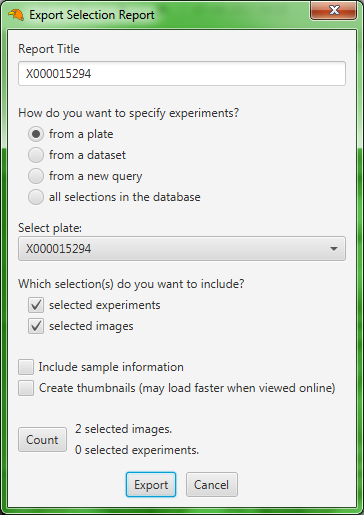 Export Selection Report
Report Title
X000015294
How do you want to specify experiments?
from a plate
from a dataset
from a new query
all selections in the database
Select plate:
X000015294
Which selection(s) do you want to include?
selected experiments
selected images
Include sample information
Create thumbnails (may load faster when viewed online)
Count
2 selected images.
0 selected experiments.
Export Cancel